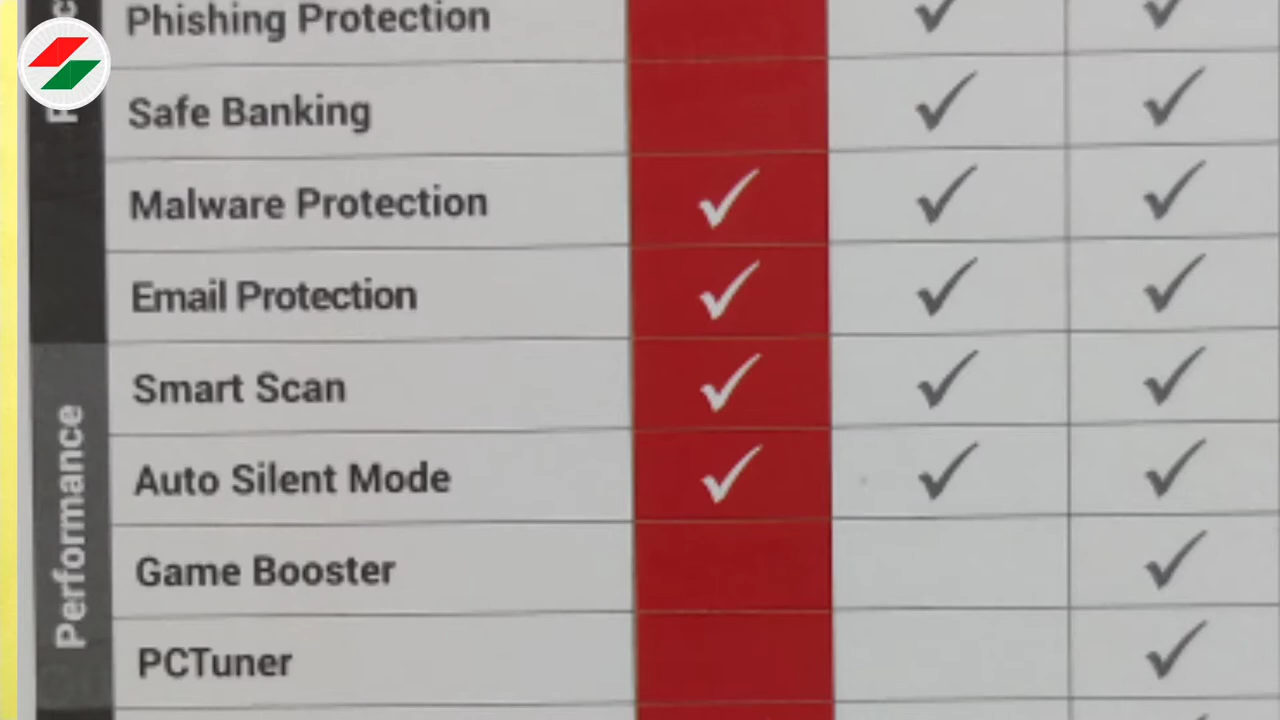 Phishing Protection
Safe Banking
Malware Protection
Email Protection
Smart Scan
Auto Silent Mode
Game Booster
PCTuner
Performance